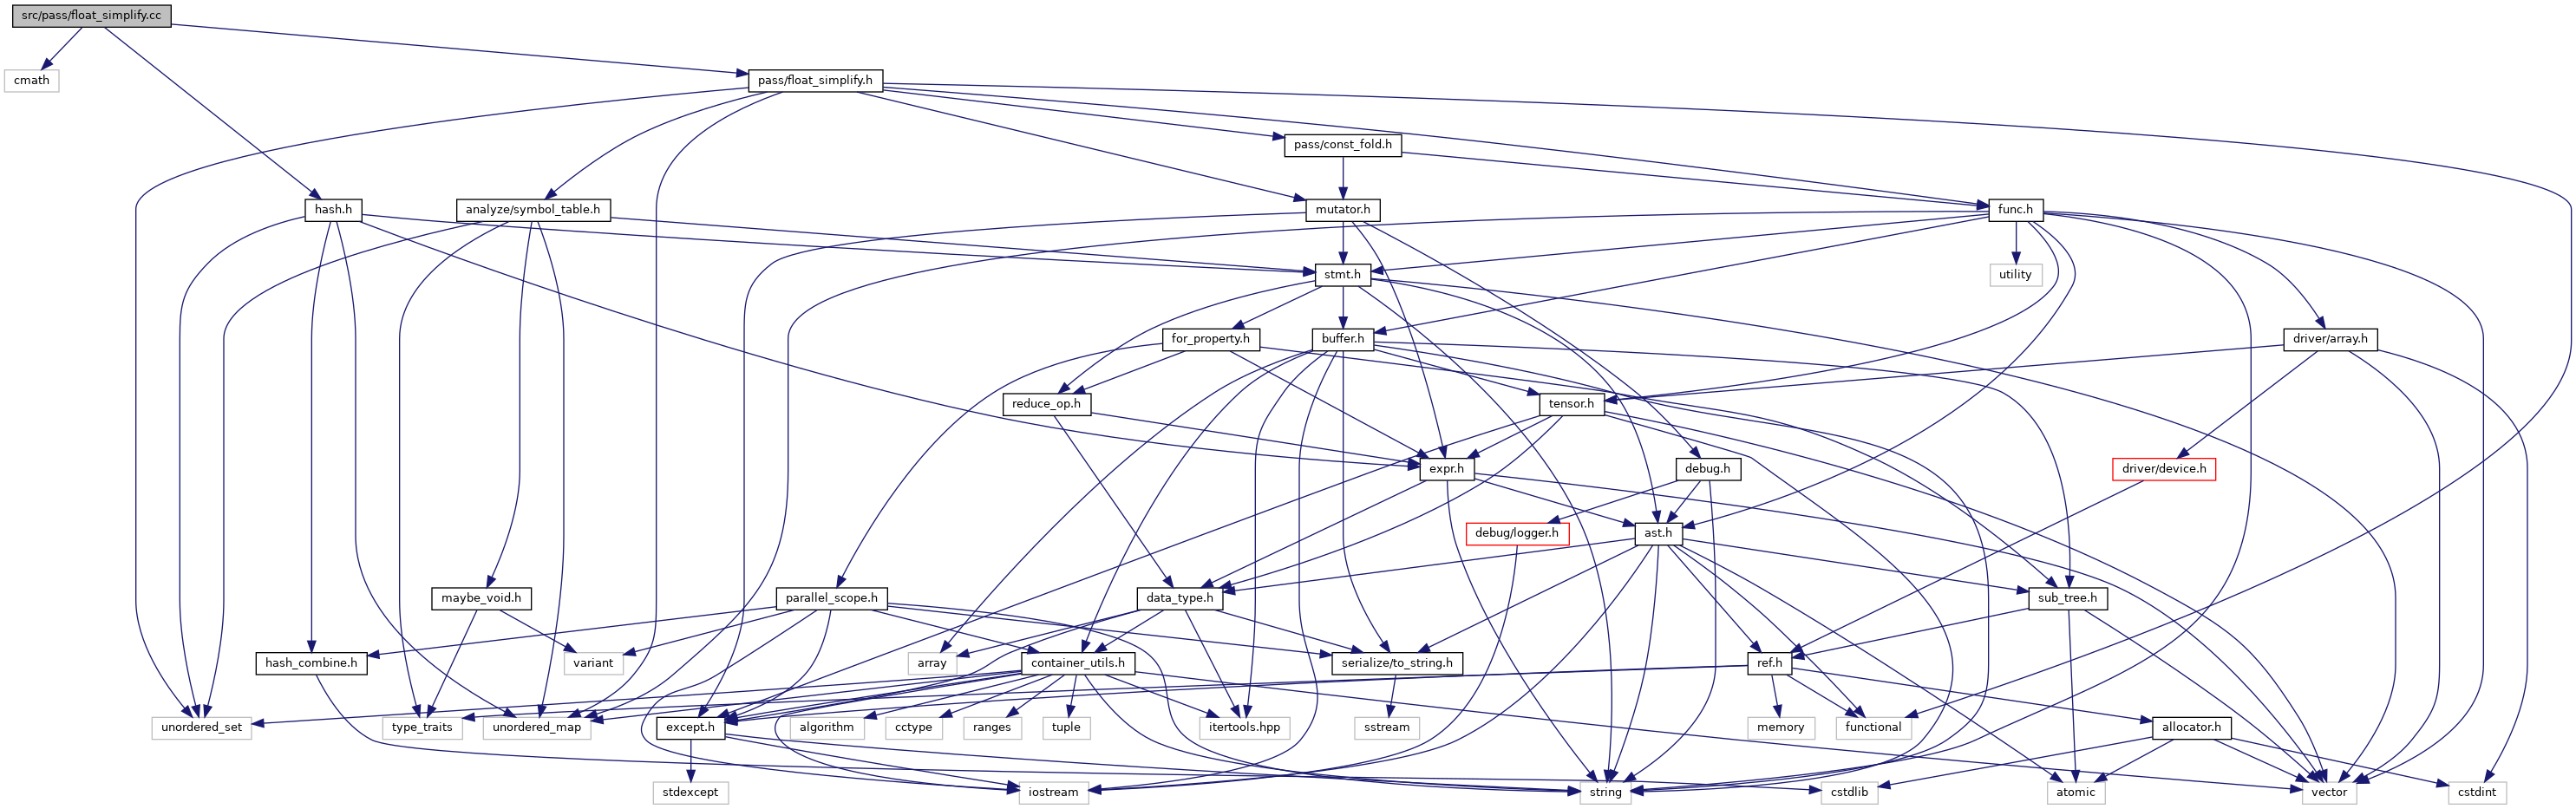 src/pass/float_simplify.cc
cmath
pass/float_simplify.h
pass/const_fold.h
hash.h
analyze/symbol_table.h
mutator.h
func.h
stmt.h
utility
for_property.h
buffer.h
driver/array.h
reduce_op.h
tensor.h
expr.h
debug.h
driver/device.h
debug/logger.h
ast.h
maybe_void.h
parallel_scope.h
data_type.h
sub_tree.h
hash_combine.h
variant
array
container_utils.h
serialize/to_string.h
ref.h
unordered_set
type_traits
unordered_map
except.h
algorithm
cctype
ranges
tuple
itertools.hpp
sstream
memory
functional
allocator.h
stdexcept
iostream
string
cstdlib
atomic
vector
cstdint